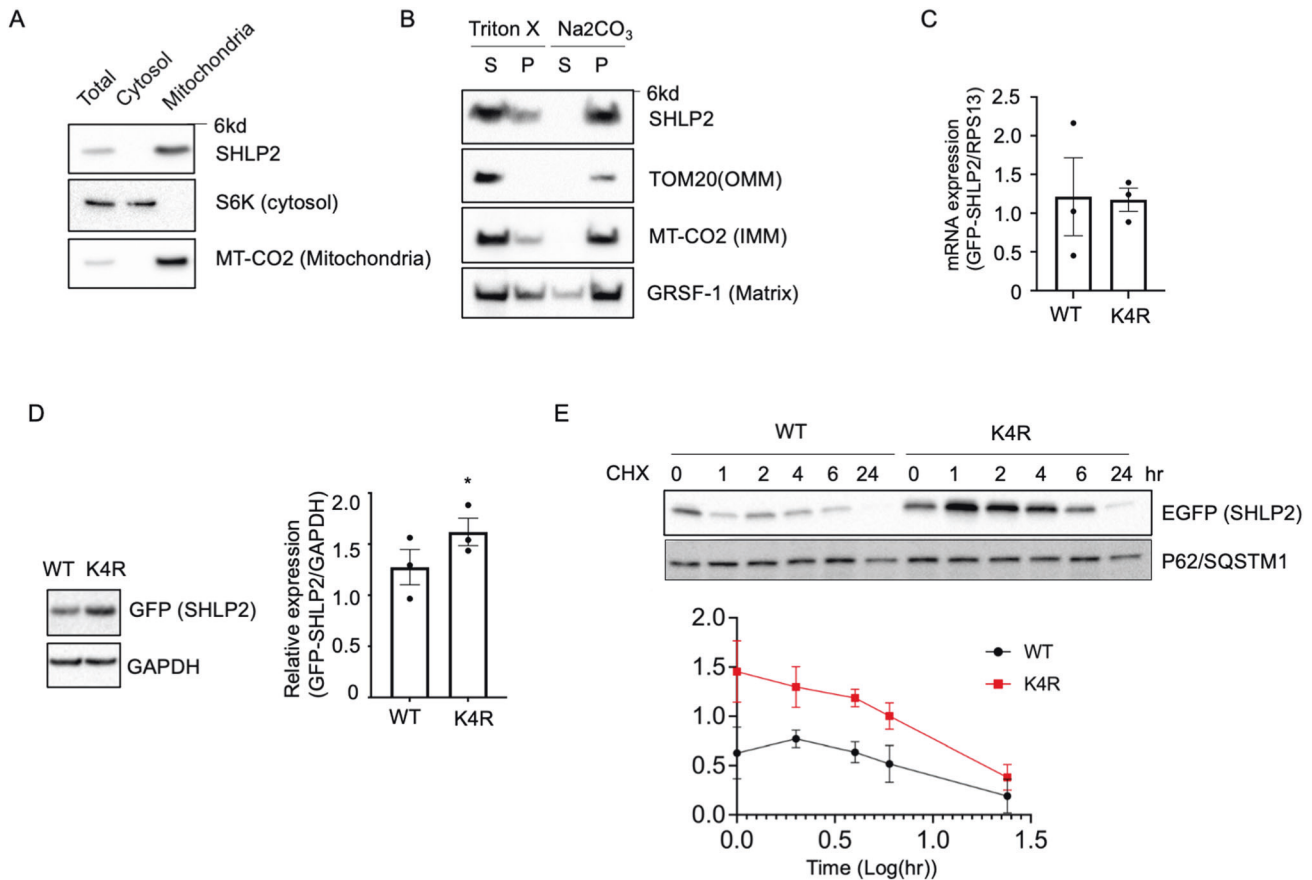 A
Total Cytosol Mitochondria
6kd
SHLP2
S6K (cytosol)
MT-CO2 (Mitochondria)
B
Triton X Na2CO₃
S P S P
6kd
SHLP2
TOM20(OMM)
MT-CO2 (IMM)
GRSF-1 (Matrix)
C
mRNA expression
(GFP-SHLP2/RPS13)
2.5
2.0
1.5
1.0
0.5
0
WT K4R
D
WT K4R
GFP (SHLP2)
GAPDH
Relative expression
(GFP-SHLP2/GAPDH)
2.0
1.5
1.0
0.5
0
*
WT K4R
E
WT K4R
CHX 0 1 2 4 6 24 0 1 2 4 6 24 hr
EGFP (SHLP2)
P62/SQSTM1
2.0
1.5
1.0
0.5
0.0
WT
K4R
0.0 0.5 1.0 1.5
Time (Log(hr))